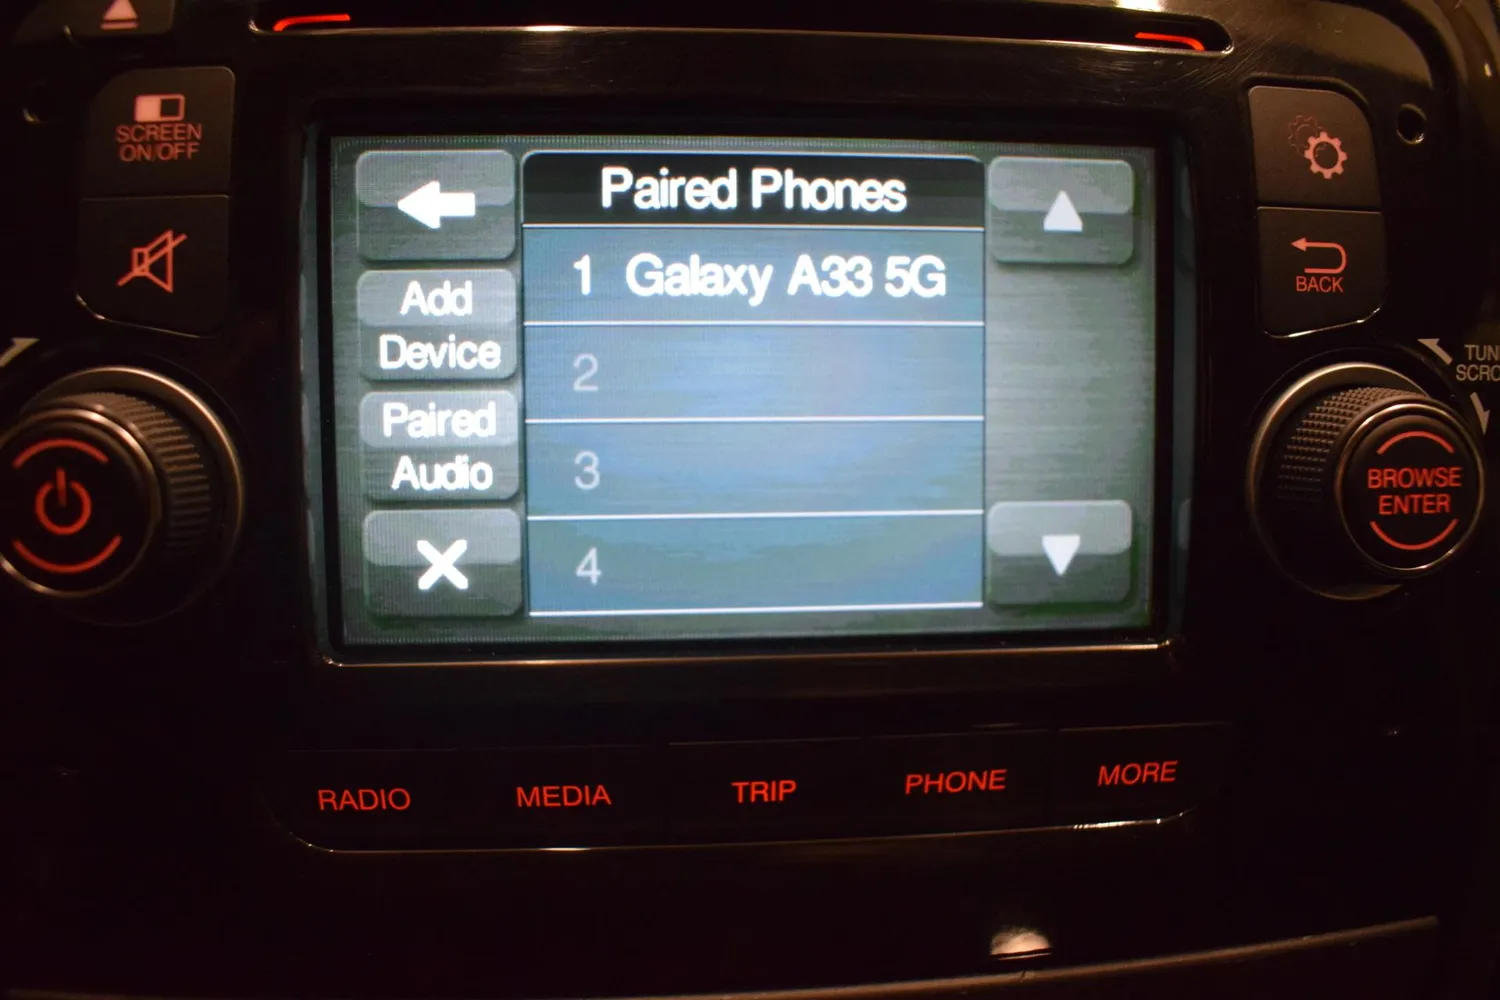 SCREEN
ON/OFF
Paired Phones
1 Galaxy A33 5G
2
3
4
Add
Device
Paired
Audio
BACK
BROWSE
ENTER
RADIO
MEDIA
TRIP
PHONE
MORE